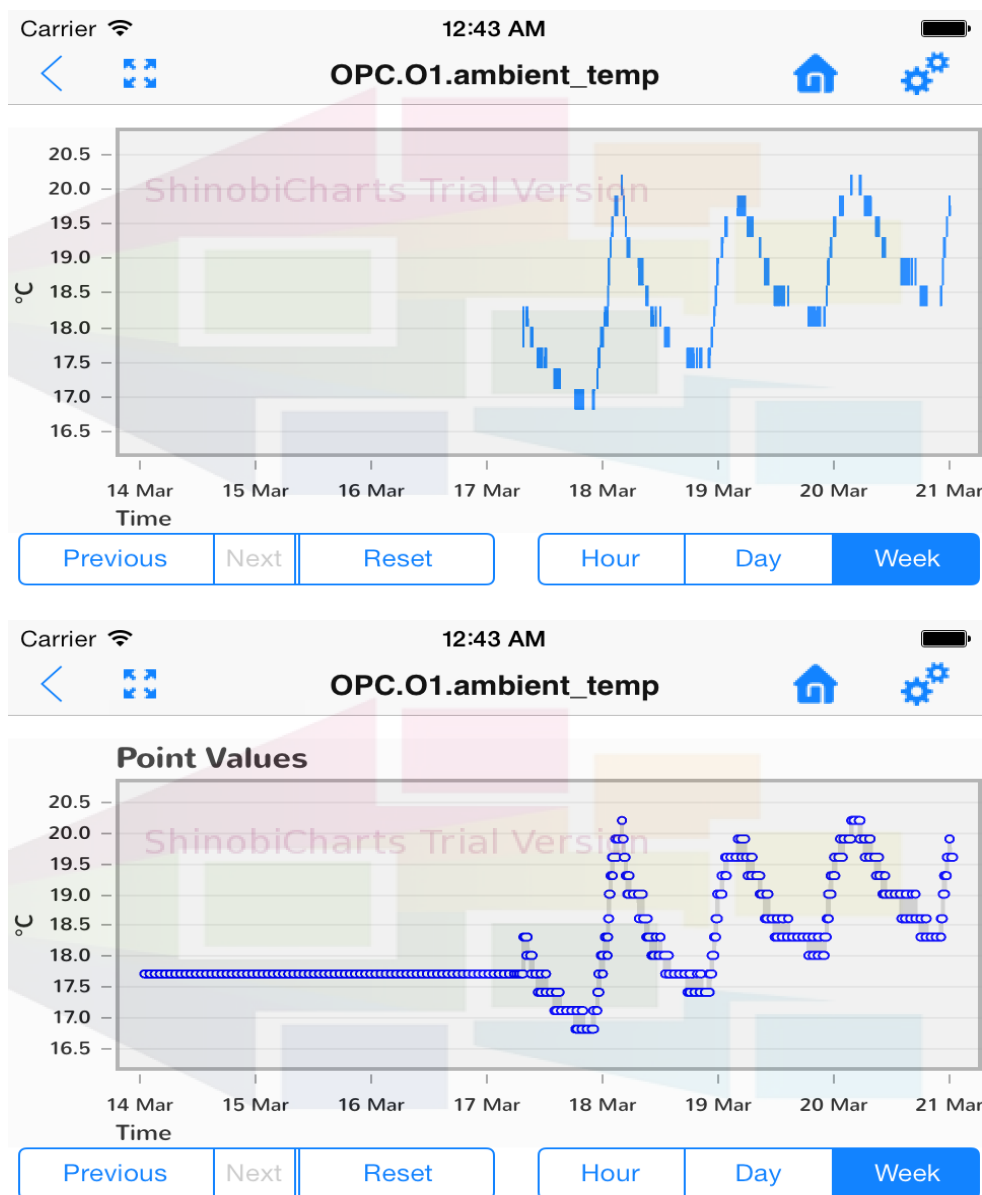 Carrier 12:43 AM
OPC.O1.ambient_temp
ShinobiCharts Trial Version
20.5
20.0
19.5
19.0
18.5
18.0
17.5
17.0
16.5
°C
14 Mar 15 Mar 16 Mar 17 Mar 18 Mar 19 Mar 20 Mar 21 Mar
Time
Previous Next Reset Hour Day Week
Carrier 12:43 AM
OPC.O1.ambient_temp
Point Values
ShinobiCharts Trial Version
20.5
20.0
19.5
19.0
18.5
18.0
17.5
17.0
16.5
°C
14 Mar 15 Mar 16 Mar 17 Mar 18 Mar 19 Mar 20 Mar 21 Mar
Time
Previous Next Reset Hour Day Week